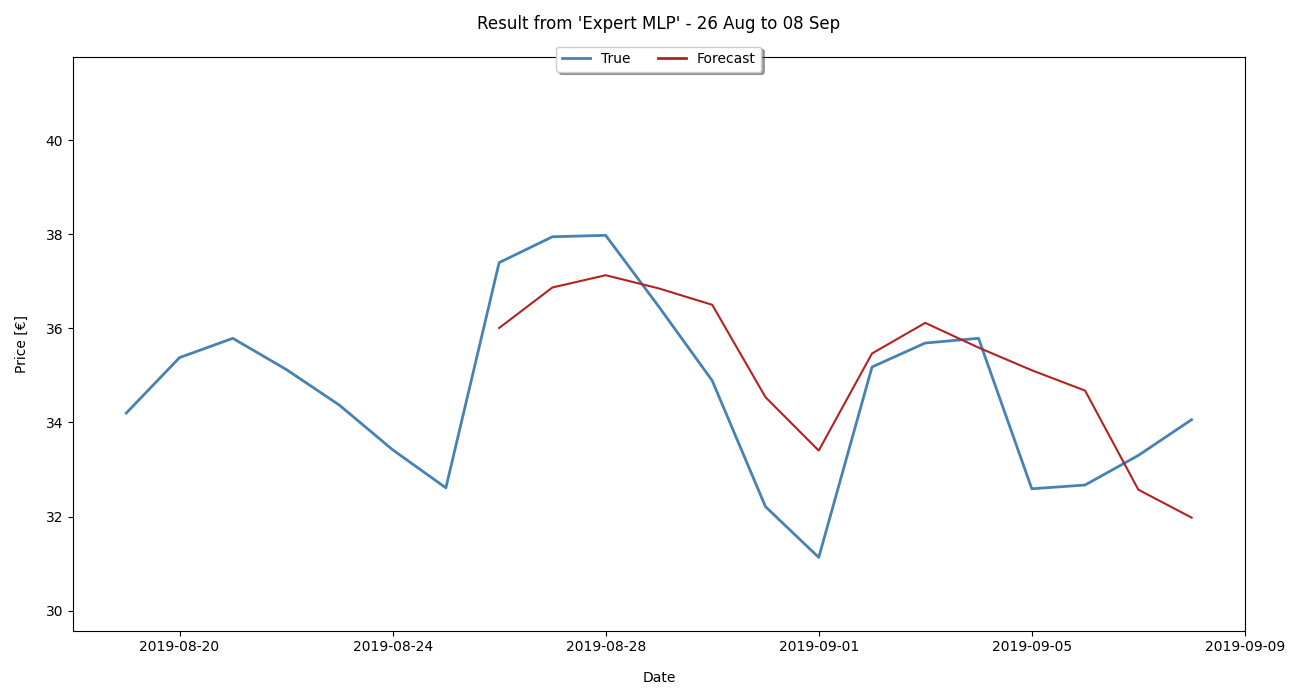 Result from 'Expert MLP' - 26 Aug to 08 Sep
True Forecast
40
38
36
34
32
30
Price [€]
2019-08-20 2019-08-24 2019-08-28 2019-09-01 2019-09-05 2019-09-09
Date